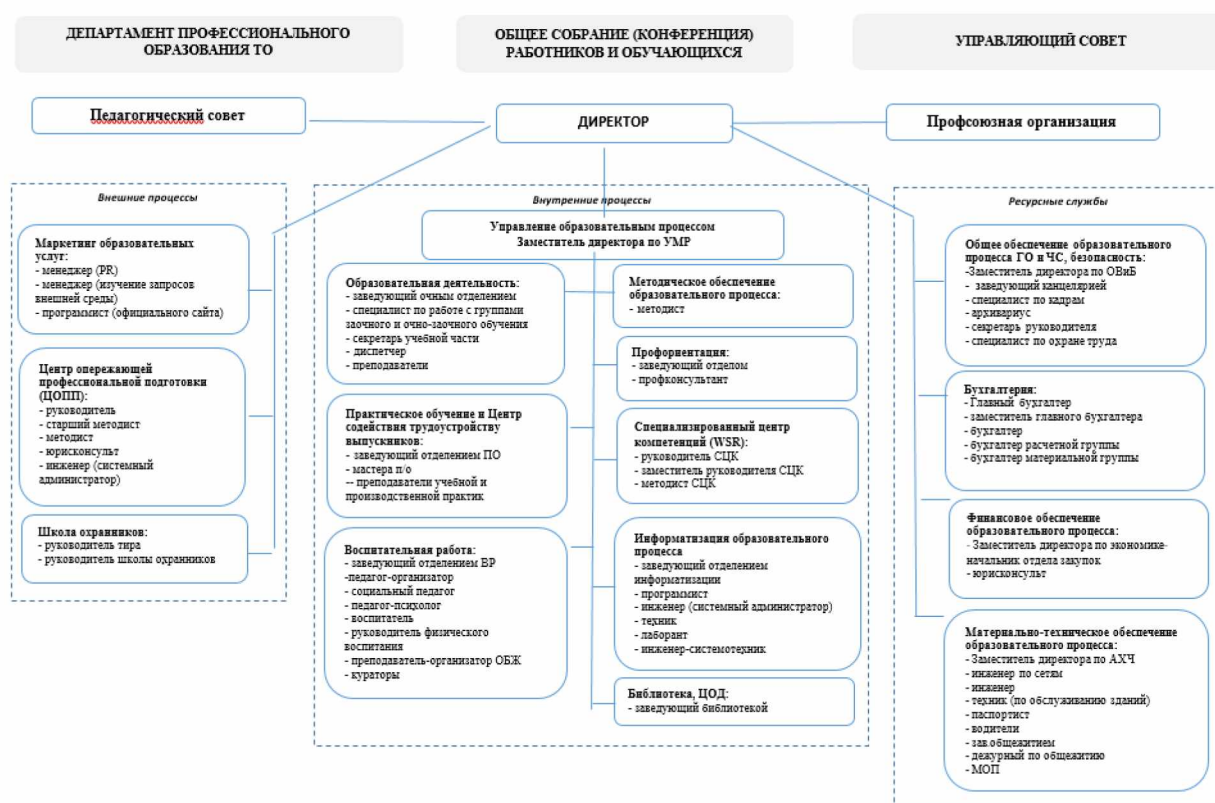 ДЕПАРТАМЕНТ ПРОФЕССИОНАЛЬНОГО
ОБРАЗОВАНИЯ ТО
ОБЩЕЕ СОБРАНИЕ (КОНФЕРЕНЦИЯ)
РАБОТНИКОВ И ОБУЧАЮЩИХСЯ
УПРАВЛЯЮЩИЙ СОВЕТ
Педагогический совет
ДИРЕКТОР
Профсоюзная организация
Внешние процессы
Маркетинг образовательных
услуг:
- менеджер (PR)
- менеджер (изучение запросов
внешней среды)
- программист (официального сайта)
Центр опережающей
профессиональной подготовки
(ЦОПП):
- руководитель
- старший методист
- методист
- юрисконсульт
- инженер (системный
администратор)
Школа охранников:
- руководитель тира
- руководитель школы охранников
Внутренние процессы
Управление образовательным процессом
Заместитель директора по УМР
Образовательная деятельность:
- заведующий очным отделением
- специалист по работе с группами
заочного и очно-заочного обучения
- секретарь учебной части
- диспетчер
- преподаватели
Практическое обучение и Центр
содействия трудоустройству
выпускников:
- заведующий отделением ПО
- мастера п/о
-- преподаватели учебной и
производственной практик
Воспитательная работа:
- заведующий отделением ВР
-педагог-организатор
- социальный педагог
- педагог-психолог
- воспитатель
- руководитель физического
воспитания
- преподаватель-организатор ОБЖ
- кураторы
Методическое обеспечение
образовательного процесса:
- методист
Профориентация:
- заведующий отделом
- профконсультант
Специализированный центр
компетенций (WSR):
- руководитель СЦК
- заместитель руководителя СЦК
- методист СЦК
Информатизация образовательного
процесса
- заведующий отделением
информатизации
- программист
- инженер (системный администратор)
- техник
- лаборант
- инженер-системотехник
Библиотека, ЦОД:
- заведующий библиотекой
Ресурсные службы
Общее обеспечение образовательного
процесса ГО и ЧС, безопасность:
-Заместитель директора по ОВиБ
- заведующий канцелярией
- специалист по кадрам
- архивариус
- секретарь руководителя
- специалист по охране труда
Бухгалтерия:
- Главный бухгалтер
- заместитель главного бухгалтера
- бухгалтер
- бухгалтер расчетной группы
- бухгалтер материальной группы
Финансовое обеспечение
образовательного процесса:
- Заместитель директора по экономике-
начальник отдела закупок
- юрисконсульт
Материально-техническое обеспечение
образовательного процесса:
- Заместитель директора по АХЧ
- инженер по сетям
- инженер
- техник (по обслуживанию зданий)
- паспортист
- водители
- зав.общежитием
- дежурный по общежитию
- МОП